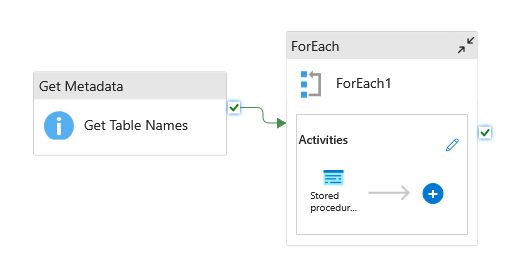 Get Metadata
Get Table Names
ForEach
ForEach1
Activities
Stored
procedur...